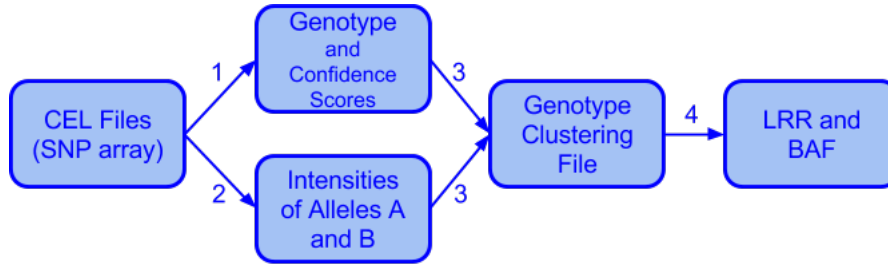 CEL Files
(SNP array)
1
2
Genotype
and
Confidence
Scores
Intensities
of Alleles A
and B
3
3
Genotype
Clustering
File
4
LRR and
BAF